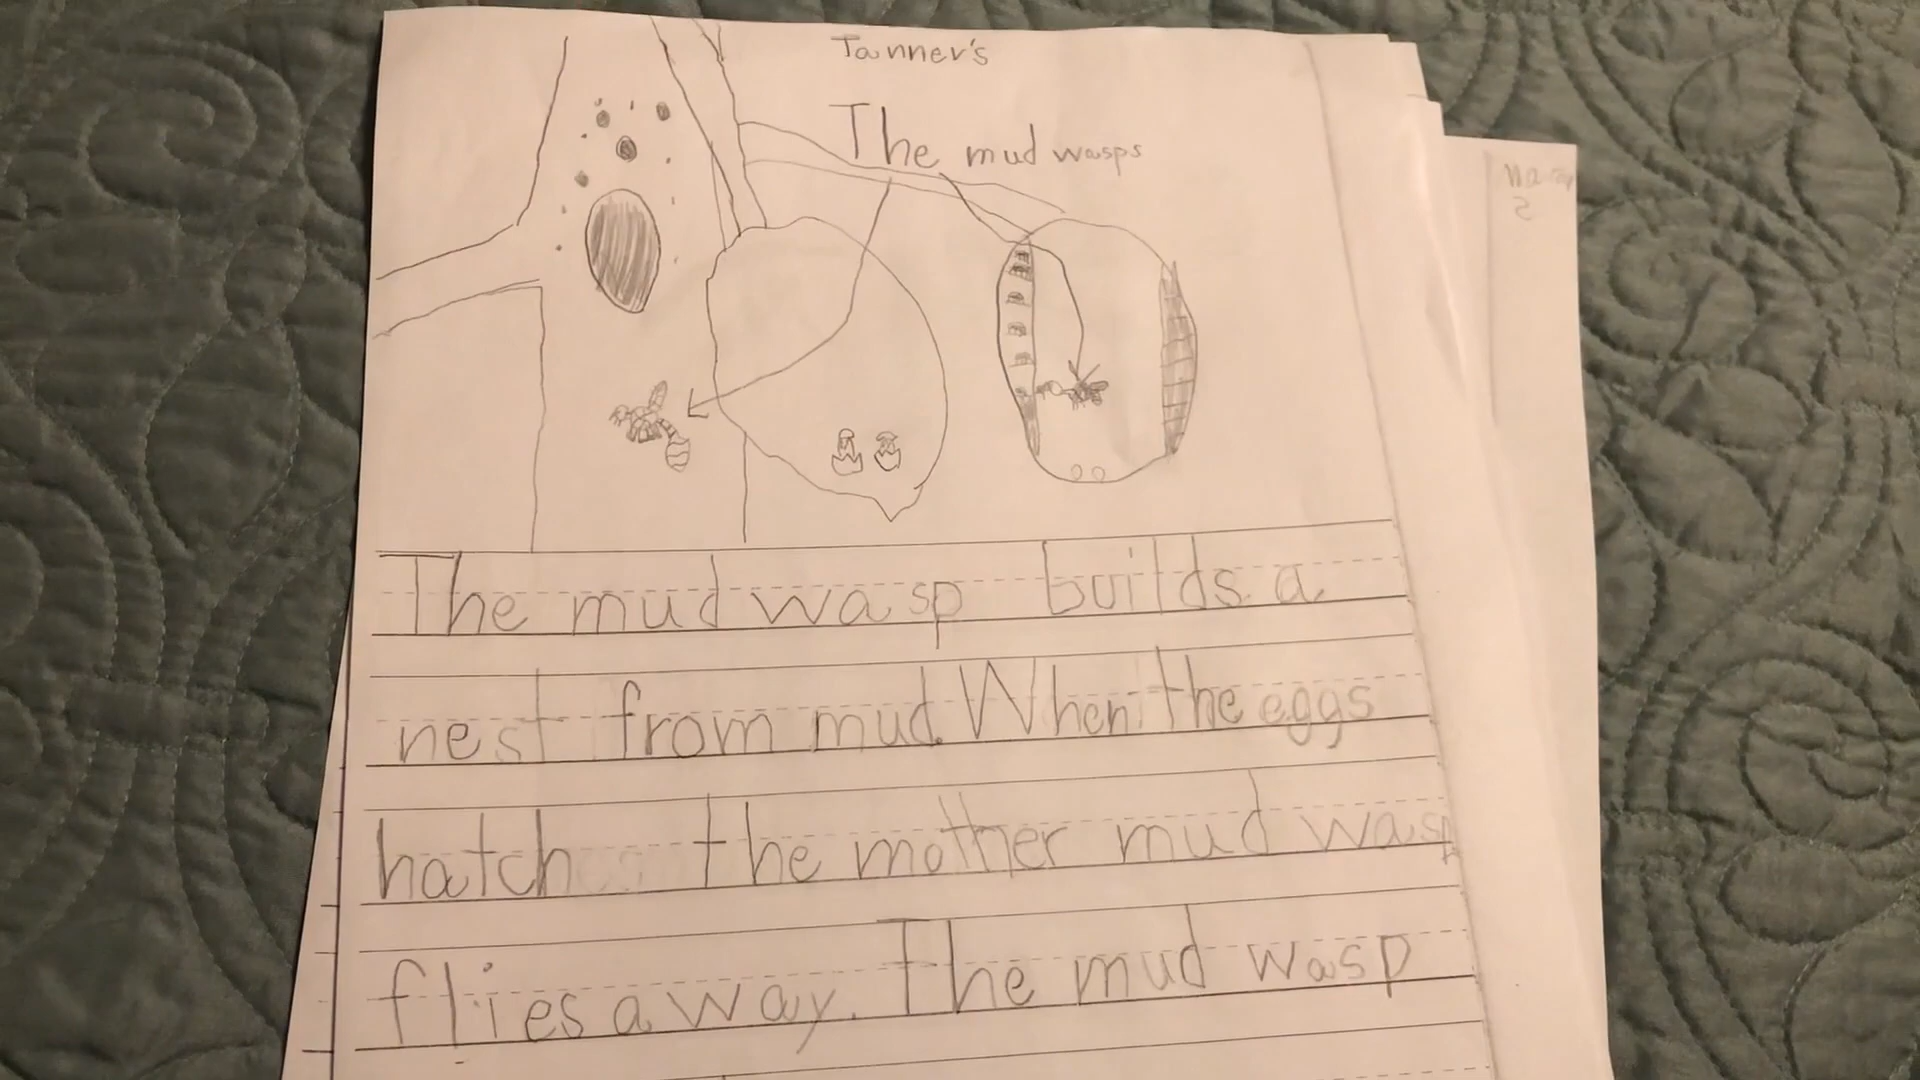 Tanner's
The mud wasps
The mud wasp builds a
nest from mud. When the eggs
hatch the mother mud wasp
flies away. The mud wasp